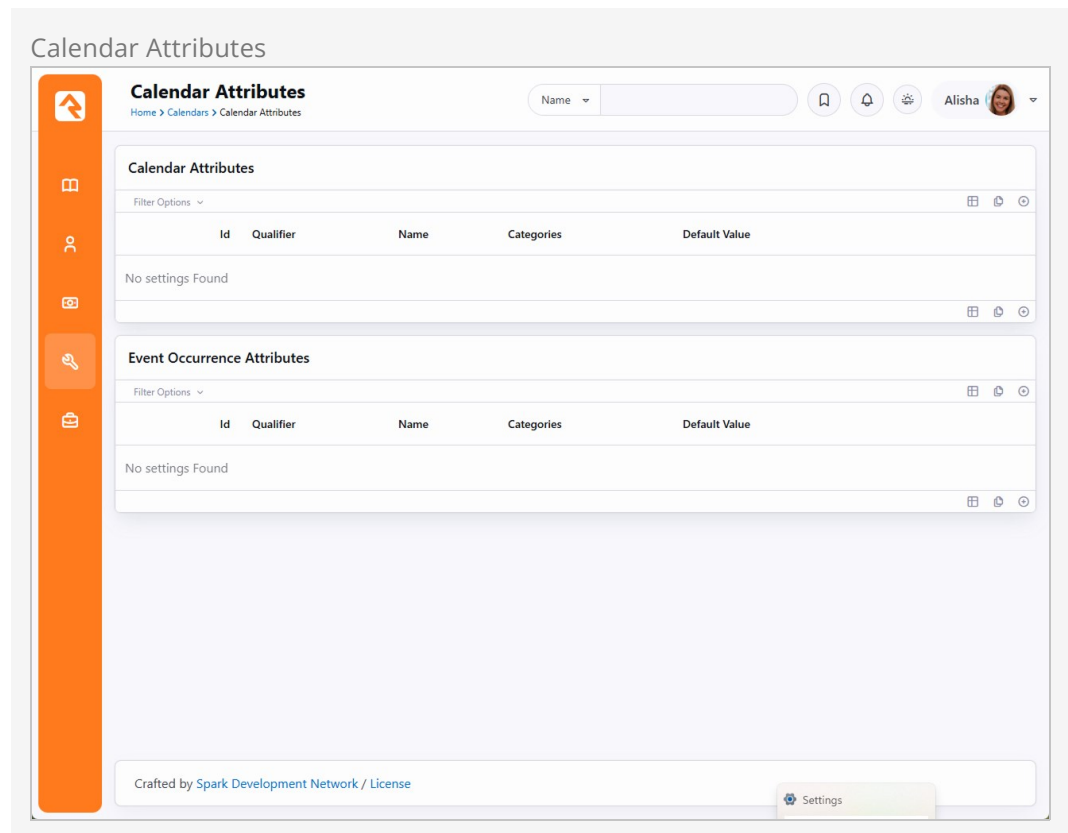 Calendar Attributes
Calendar Attributes
Home > Calendars > Calendar Attributes
Name
Alisha
Calendar Attributes
Filter Options
Id Qualifier Name Categories Default Value
No settings Found
Event Occurrence Attributes
Filter Options
Id Qualifier Name Categories Default Value
No settings Found
Crafted by Spark Development Network / License
Settings